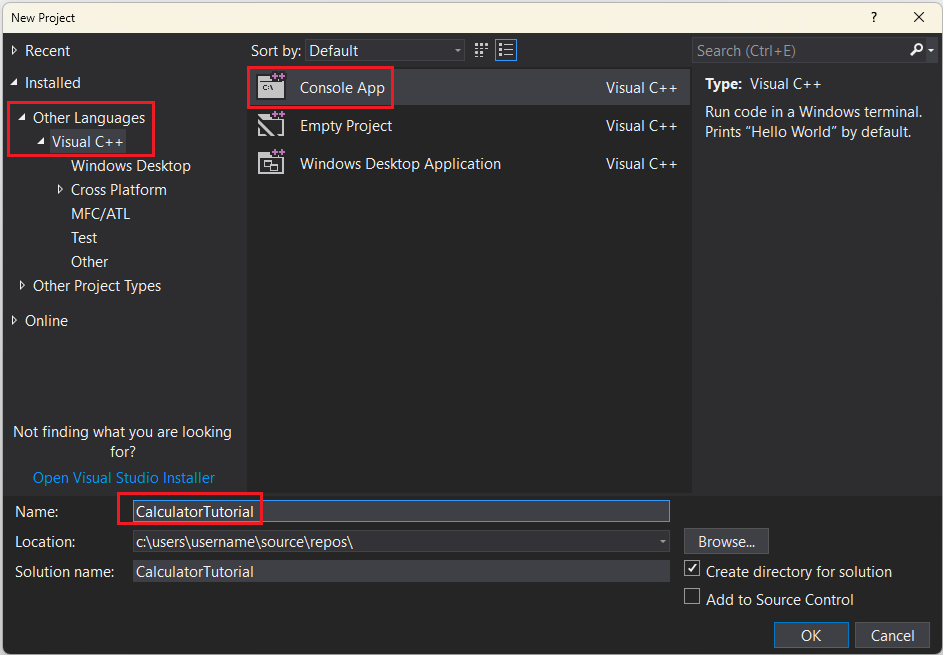 New Project
?
Recent
Installed
Other Languages
Visual C++
Windows Desktop
Cross Platform
MFC/ATL
Test
Other
Other Project Types
Online
Not finding what you are looking
for?
Open Visual Studio Installer
Sort by: Default
C:\
Console App Visual C++
Empty Project Visual C++
Windows Desktop Application Visual C++
Search (Ctrl+E)
Type: Visual C++
Run code in a Windows terminal.
Prints "Hello World" by default.
Name: CalculatorTutorial
Location: c:\users\username\source\repos\
Browse...
Solution name: CalculatorTutorial
Create directory for solution
Add to Source Control
OK Cancel